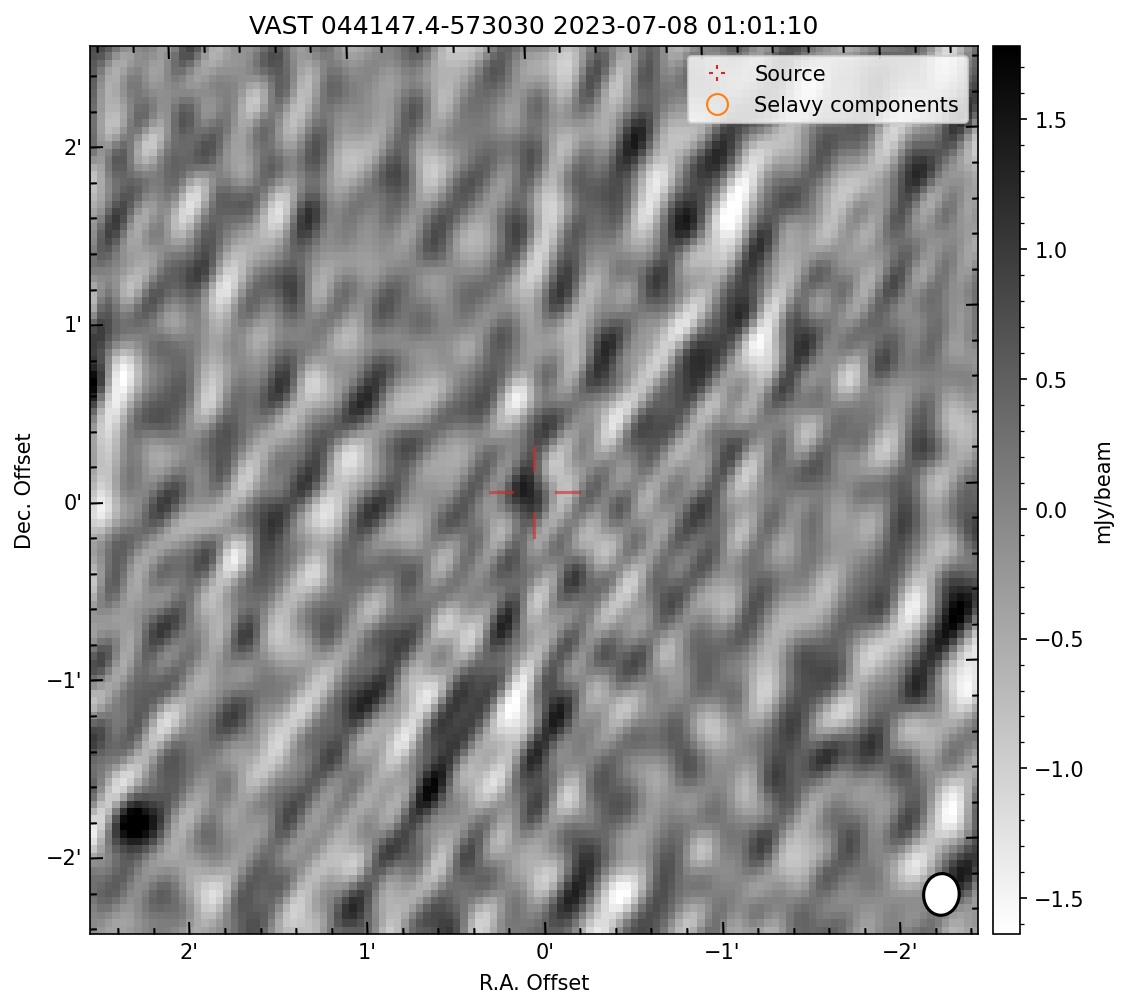 VAST 044147.4-573030 2023-07-08 01:01:10
Source
Selavy components
2'
1'
0'
−1'
−2'
2'
1'
0'
−1'
−2'
R.A. Offset
Dec. Offset
1.5
1.0
0.5
0.0
−0.5
−1.0
−1.5
mJy/beam